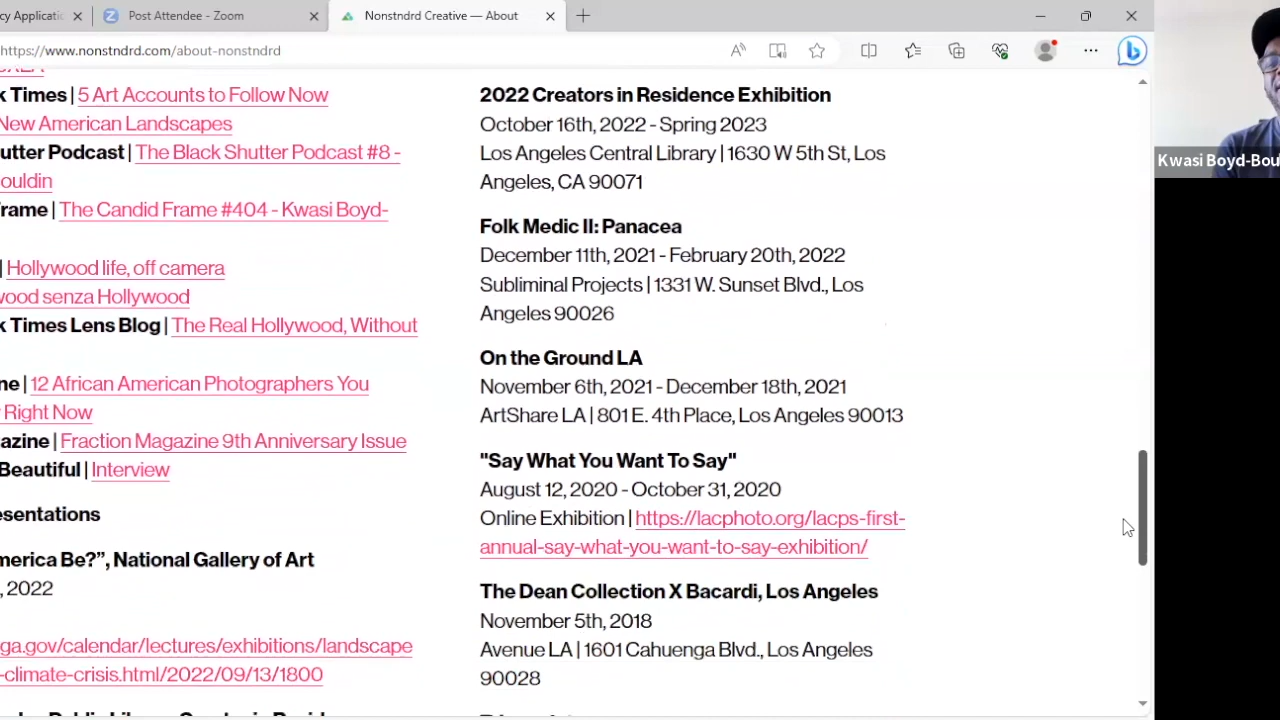 cy Applicatio
Post Attendee - Zoom
Nonstndrd Creative — About
https://www.nonstndrd.com/about-nonstndrd
k Times | 5 Art Accounts to Follow Now
New American Landscapes
utter Podcast | The Black Shutter Podcast #8 -
ouldin
rame | The Candid Frame #404 - Kwasi Boyd-
| Hollywood life, off camera
wood senza Hollywood
k Times Lens Blog | The Real Hollywood, Without
ne | 12 African American Photographers You
Right Now
azine | Fraction Magazine 9th Anniversary Issue
Beautiful | Interview
esentations
merica Be?”, National Gallery of Art
, 2022
ga.gov/calendar/lectures/exhibitions/landscape
-climate-crisis.html/2022/09/13/1800
2022 Creators in Residence Exhibition
October 16th, 2022 - Spring 2023
Los Angeles Central Library | 1630 W 5th St, Los
Angeles, CA 90071
Folk Medic II: Panacea
December 11th, 2021 - February 20th, 2022
Subliminal Projects | 1331 W. Sunset Blvd., Los
Angeles 90026
On the Ground LA
November 6th, 2021 - December 18th, 2021
ArtShare LA | 801 E. 4th Place, Los Angeles 90013
"Say What You Want To Say"
August 12, 2020 - October 31, 2020
Online Exhibition | https://lacphoto.org/lacps-first-
annual-say-what-you-want-to-say-exhibition/
The Dean Collection X Bacardi, Los Angeles
November 5th, 2018
Avenue LA | 1601 Cahuenga Blvd., Los Angeles
90028
Kwasi Boyd-Boul